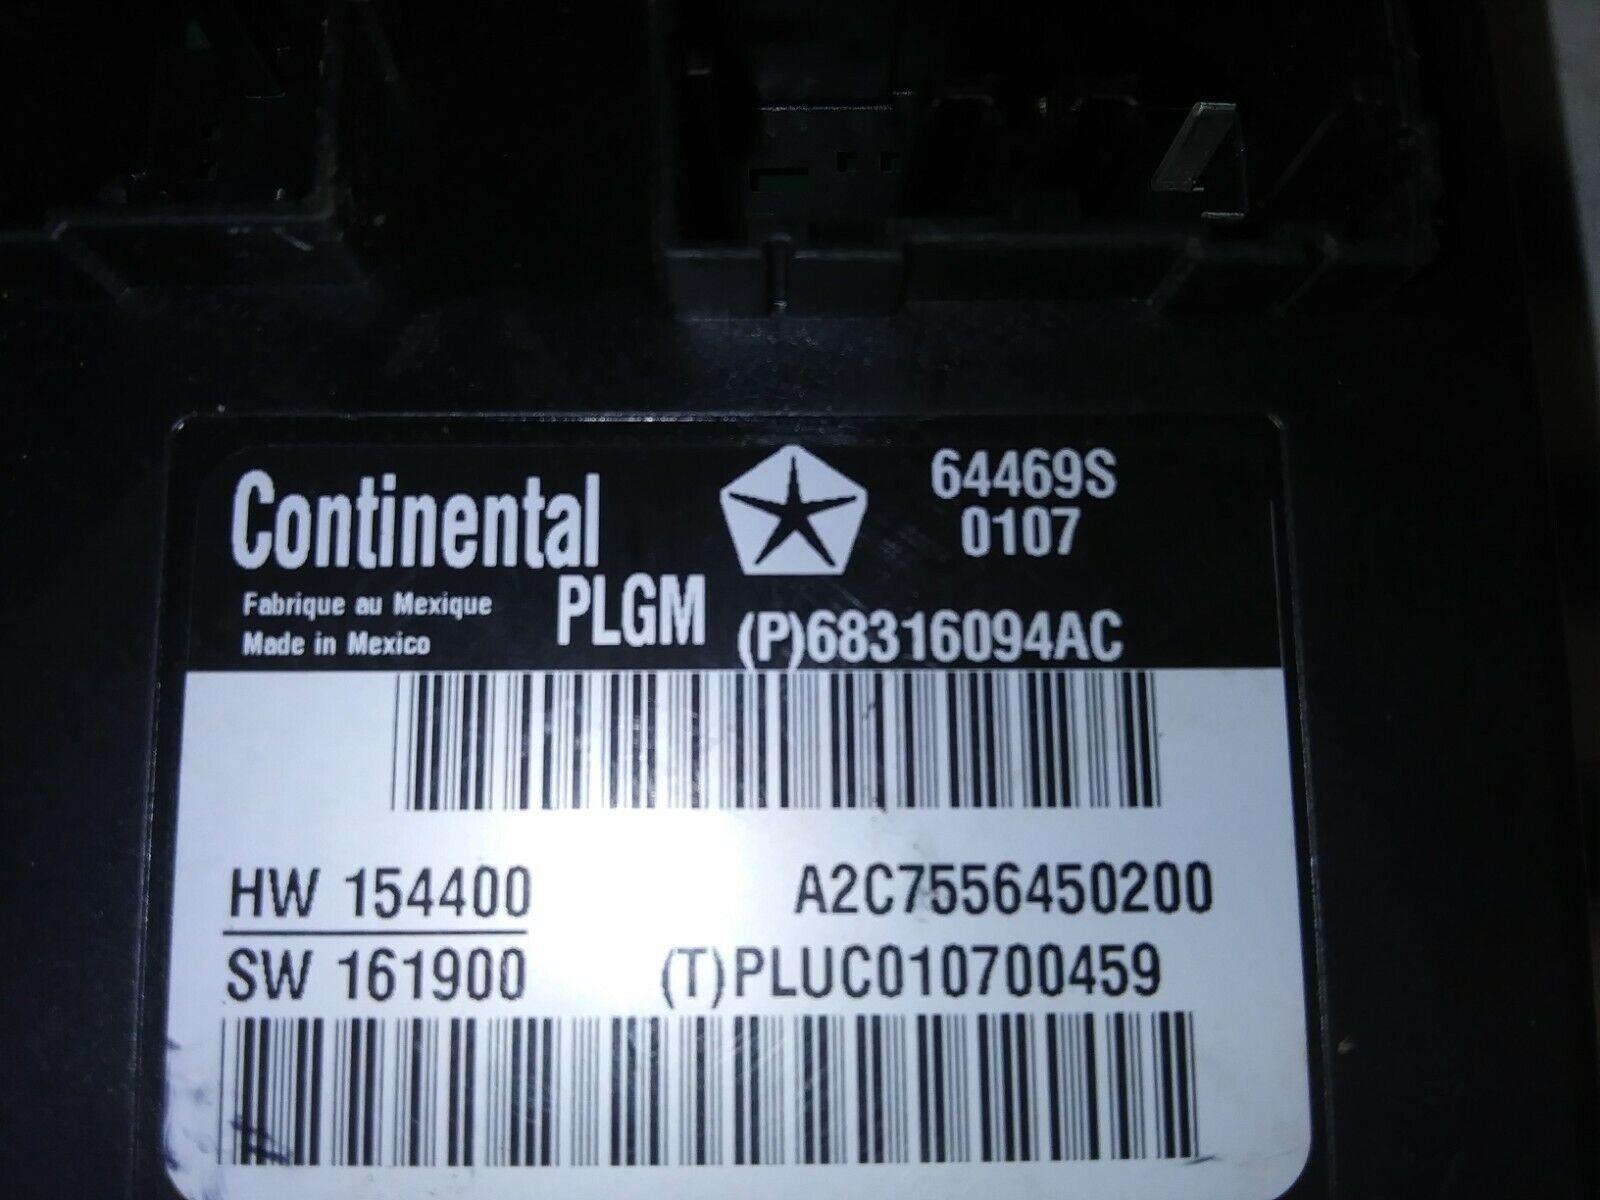 Continental
64469S
0107
Fabrique au Mexique
Made in Mexico
PLGM
(P)68316094AC
HW 154400
A2C7556450200
SW 161900
(T)PLUC010700459